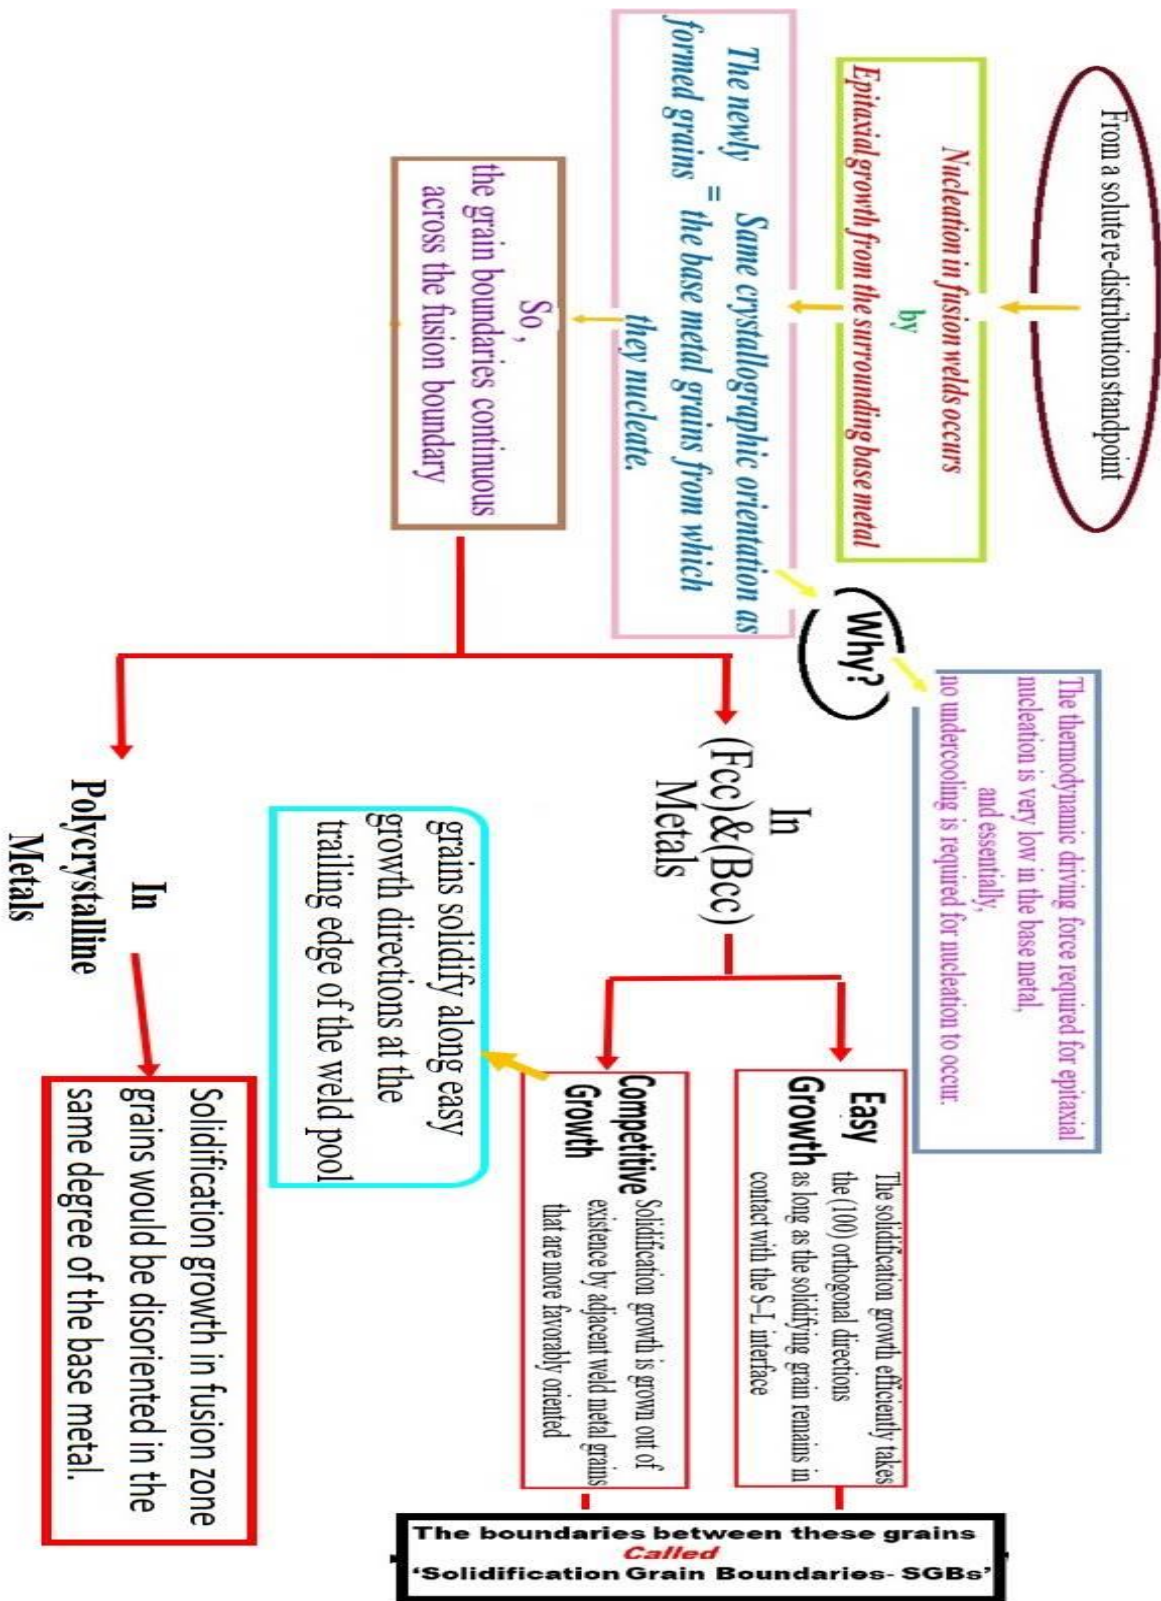 From a solute re-distribution standpoint
Nucleation in fusion welds occurs
by
Epitaxial growth from the surrounding base metal
The newly
formed grains
=
Same crystallographic orientation as
the base metal grains from which
they nucleate.
Why?
The thermodynamic driving force required for epitaxial
nucleation is very low in the base metal,
and essentially,
no undercooling is required for nucleation to occur.
So,
the grain boundaries continuous
across the fusion boundary
In
(Fcc)&(Bcc)
Metals
Easy
Growth
The solidification growth efficiently takes
the (100) orthogonal directions
as long as the solidifying grain remains in
contact with the S–L interface
Competitive
Growth
Solidification growth is grown out of
existence by adjacent weld metal grains
that are more favorably oriented
grains solidify along easy
growth directions at the
trailing edge of the weld pool
In
Polycrystalline
Metals
Solidification growth in fusion zone
grains would be disoriented in the
same degree of the base metal.
The boundaries between these grains
Called
‘Solidification Grain Boundaries- SGBs’